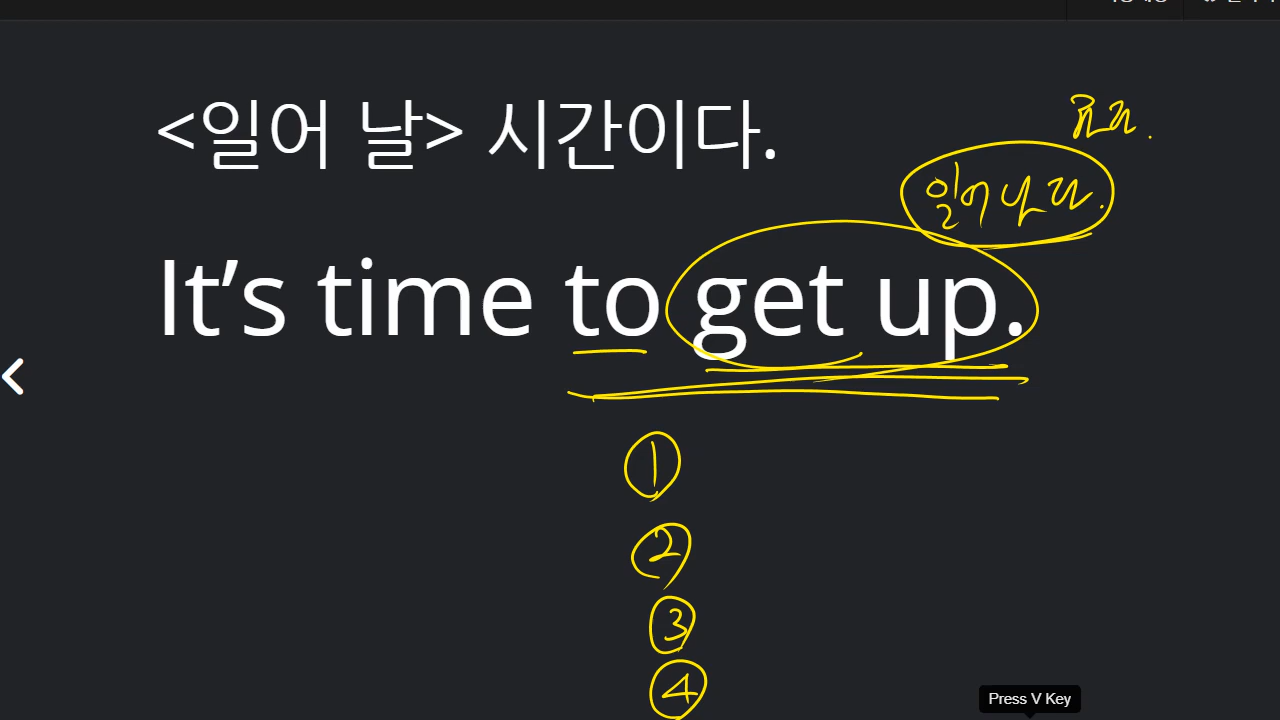 <일어 날> 시간이다.
일어나라.
It's time to get up.
①
②
③
④
Press V Key